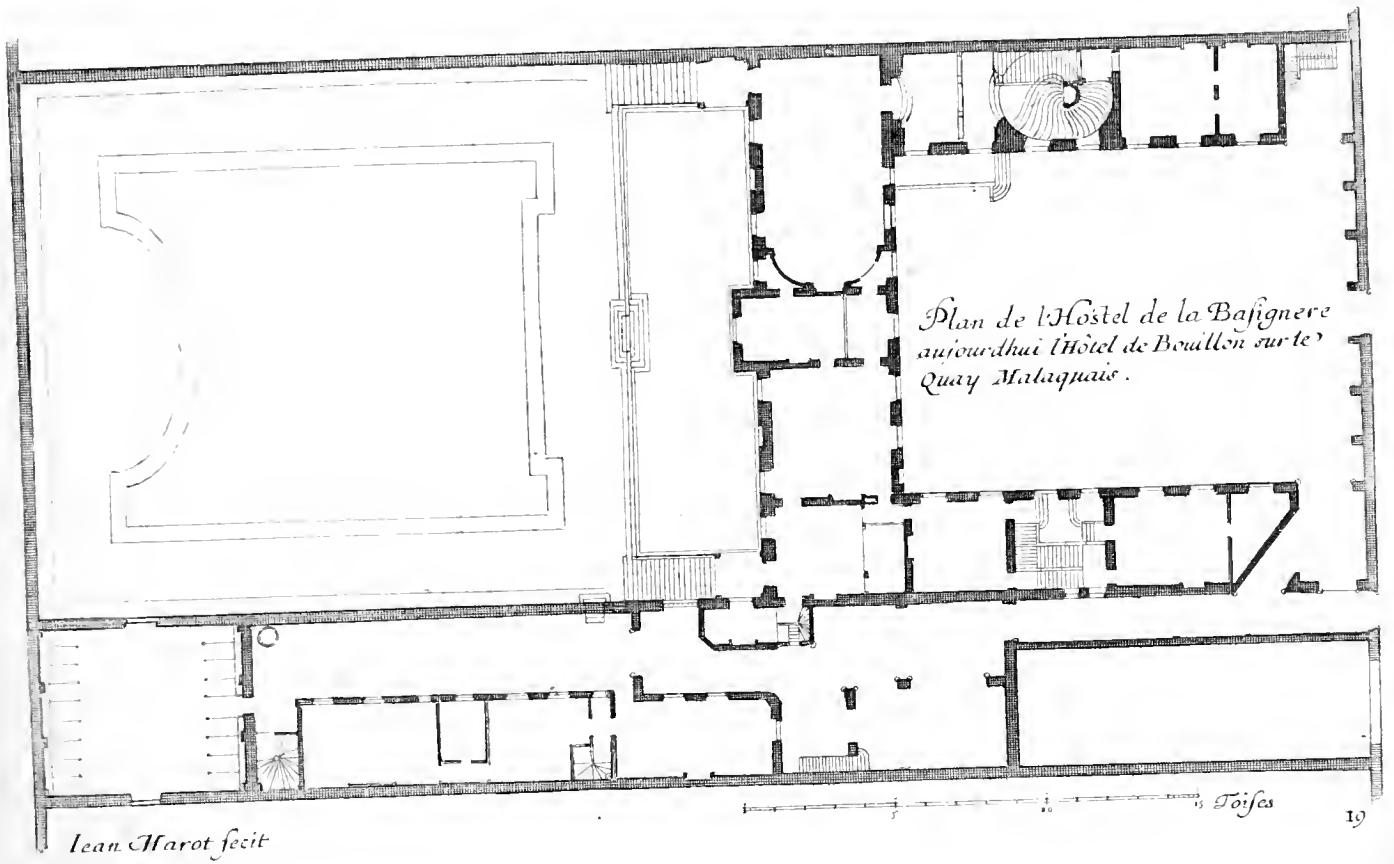 Plan de l'Hostel de la Basignere
aujourdhui l'Hôtel de Bouillon sur le
Quay Malaquais.
5 10 15 Toises
19
Iean Marot fecit